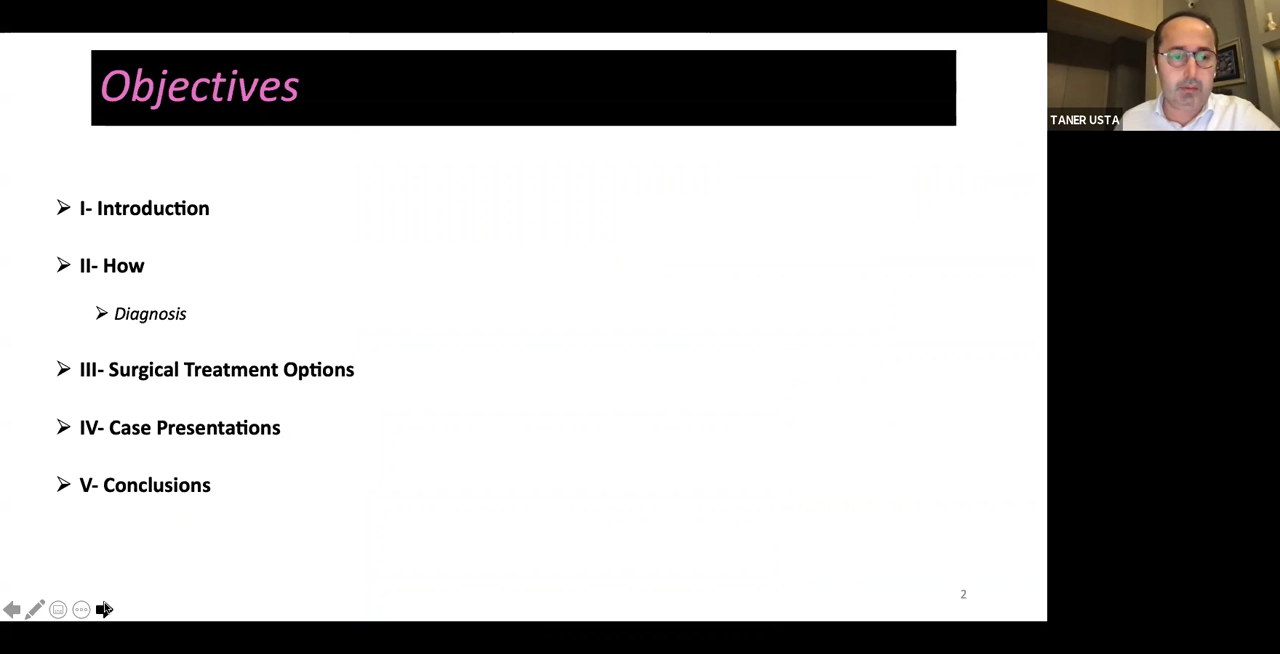 Objectives
TANER USTA
I- Introduction
II- How
Diagnosis
III- Surgical Treatment Options
IV- Case Presentations
V- Conclusions
2